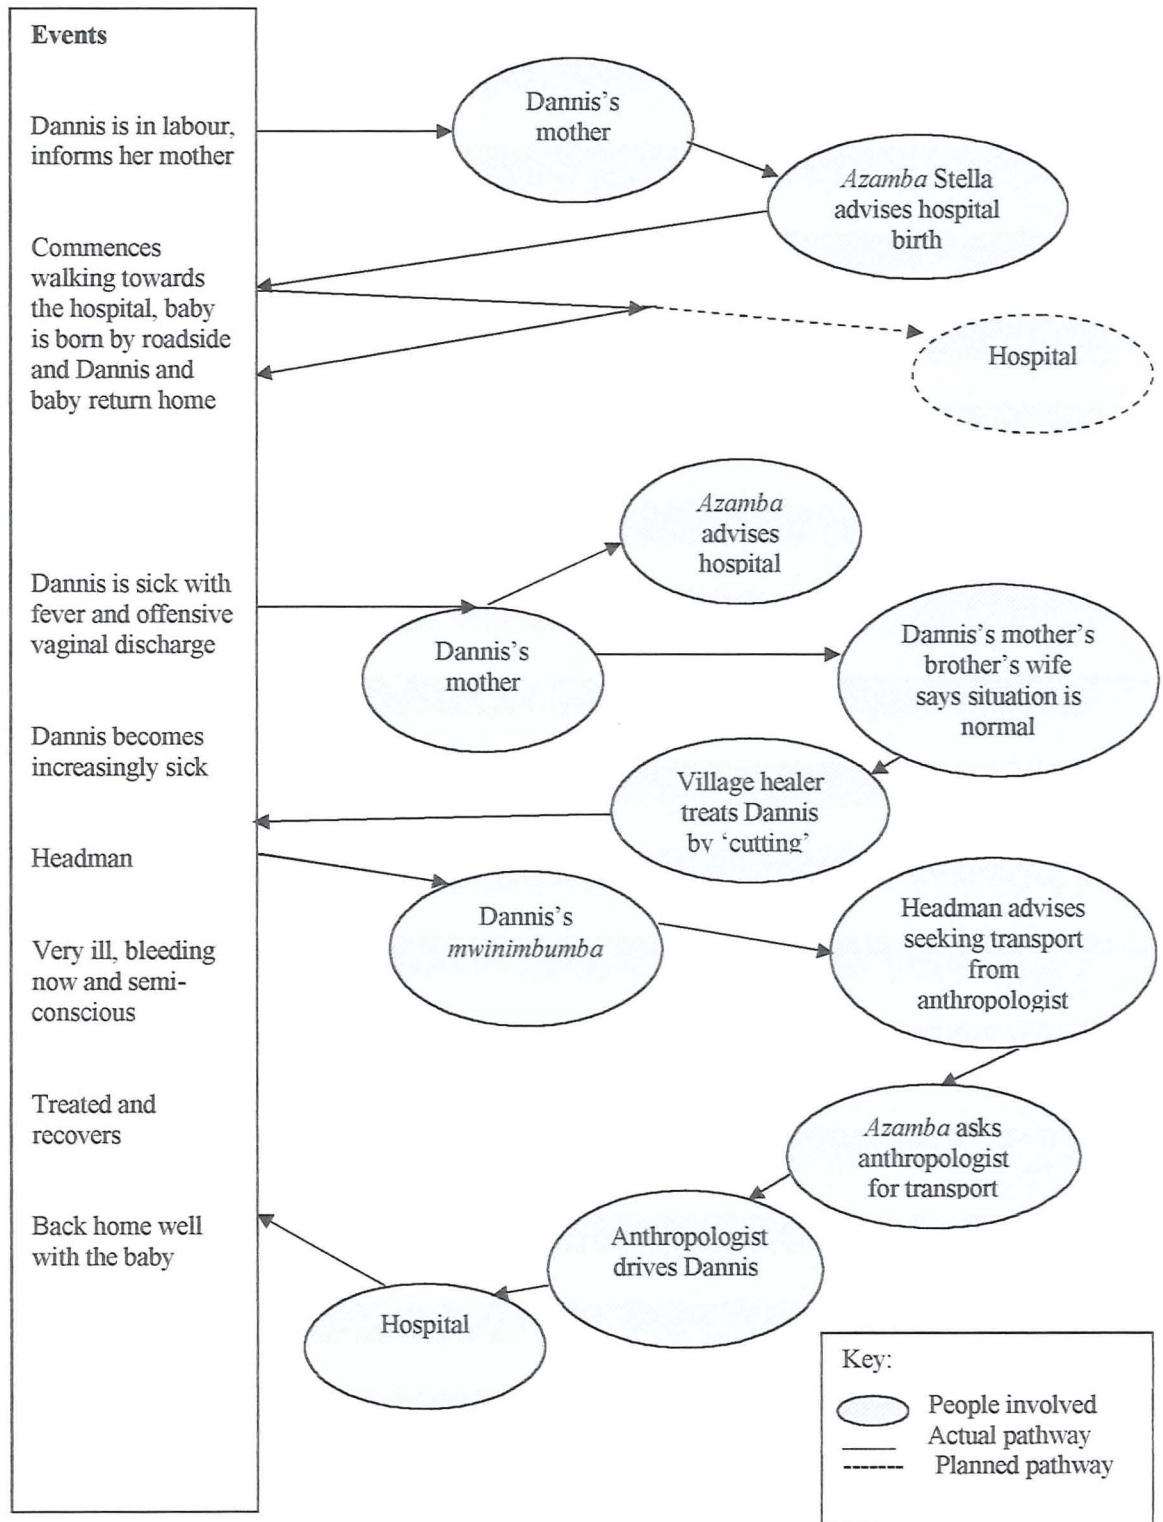 Events
Dannis is in labour,
informs her mother
Commences
walking towards
the hospital, baby
is born by roadside
and Dannis and
baby return home
Dannis is sick with
fever and offensive
vaginal discharge
Dannis becomes
increasingly sick
Headman
Very ill, bleeding
now and semi-
conscious
Treated and
recovers
Back home well
with the baby
Dannis's
mother
Azamba Stella
advises hospital
birth
Hospital
Azamba
advises
hospital
Dannis's
mother
Dannis's mother's
brother's wife
says situation is
normal
Village healer
treats Dannis
by 'cutting'
Dannis's
mwinimbumba
Headman advises
seeking transport
from
anthropologist
Azamba asks
anthropologist
for transport
Anthropologist
drives Dannis
Hospital
Key:
People involved
Actual pathway
Planned pathway